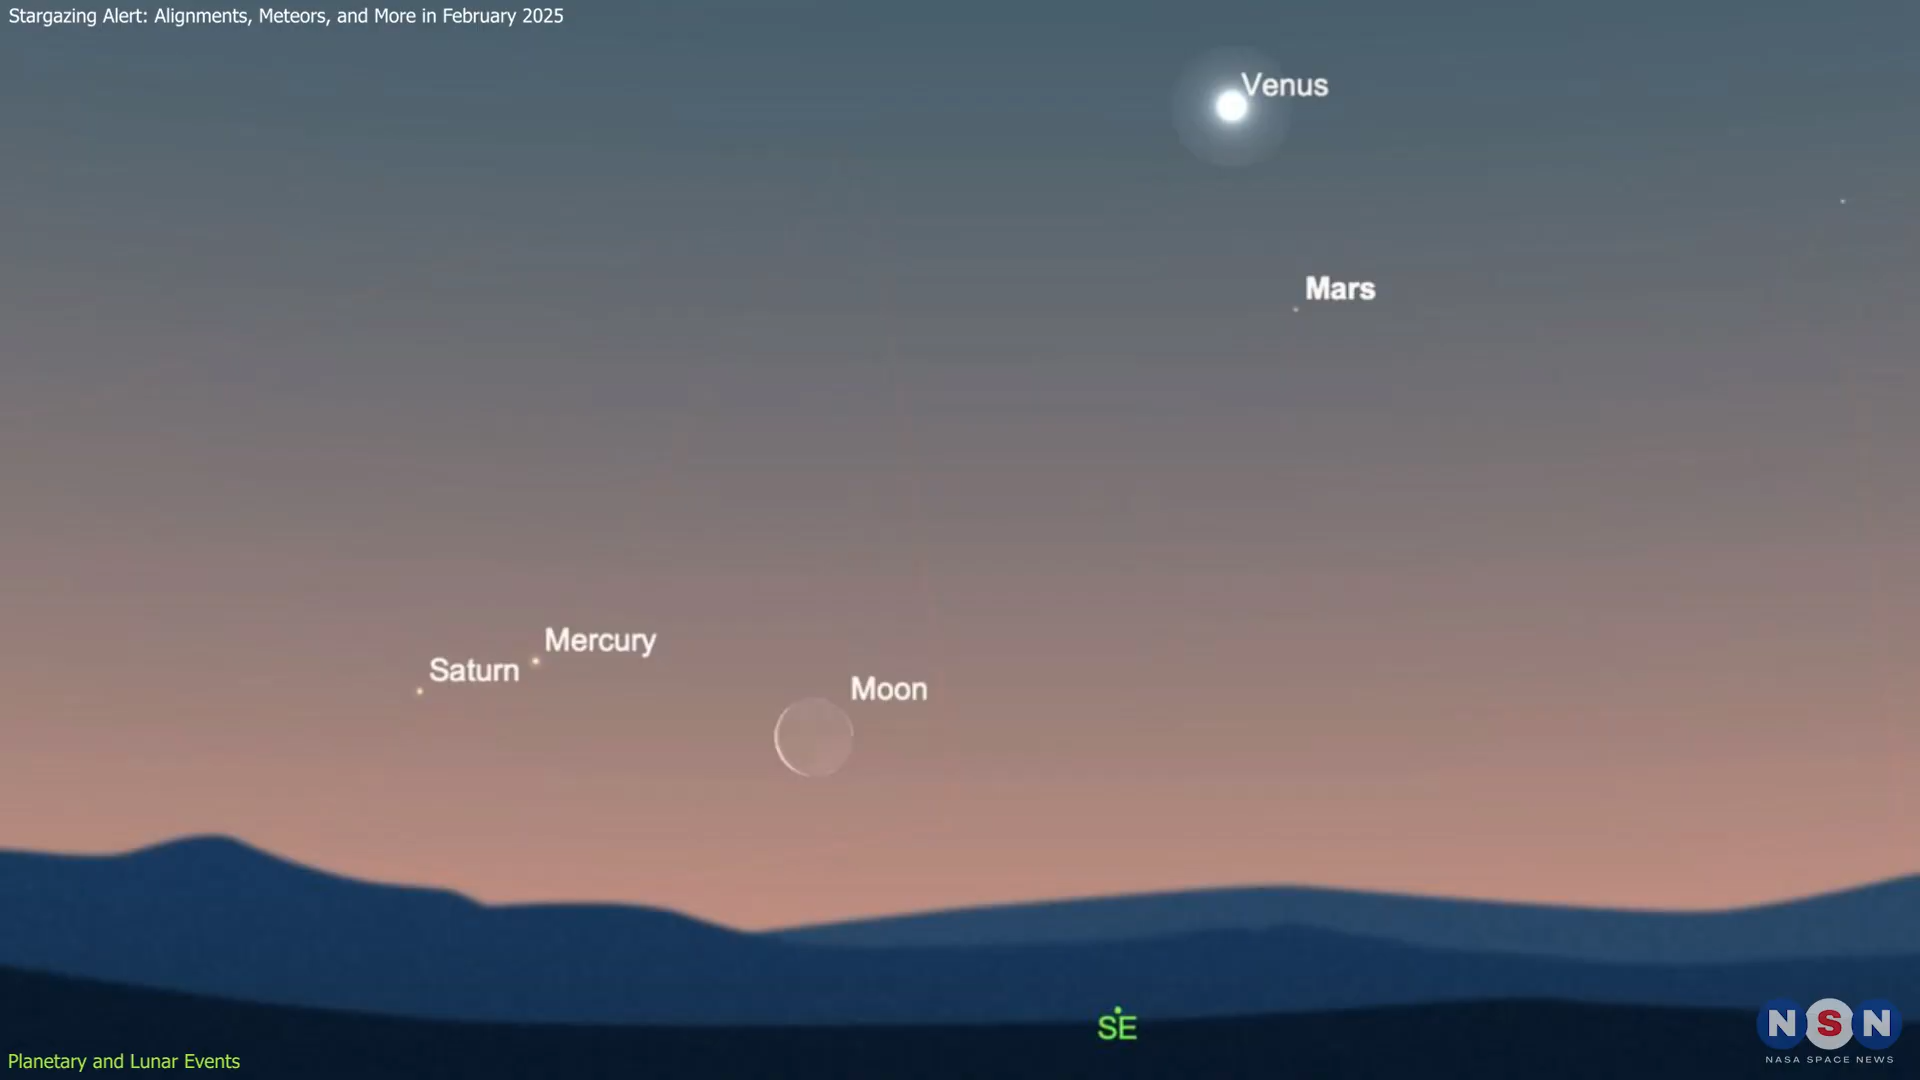 Stargazing Alert: Alignments, Meteors, and More in February 2025
Venus
Mars
Mercury
Saturn
Moon
SE
NSN
NASA SPACE NEWS
Planetary and Lunar Events